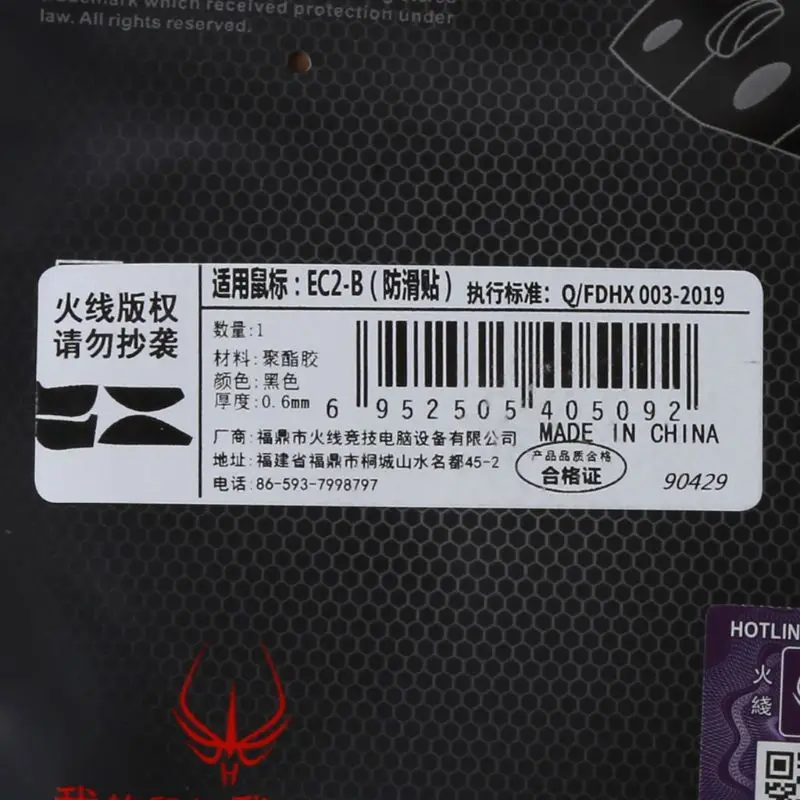 which received protection under
law. All rights reserved.
火线版权
请勿抄袭
适用鼠标：EC2-B（防滑贴）
执行标准：Q/FDHX 003-2019
数量:1
材料:聚酯胶
颜色:黑色
厚度:0.6mm
6 952505 405092
MADE IN CHINA
厂商:福鼎市火线竞技电脑设备有限公司
地址:福建省福鼎市桐城山水名都45-2
电话:86-593-7998797
产品品质合格
合格证
90429
HOTLIN
火
綫